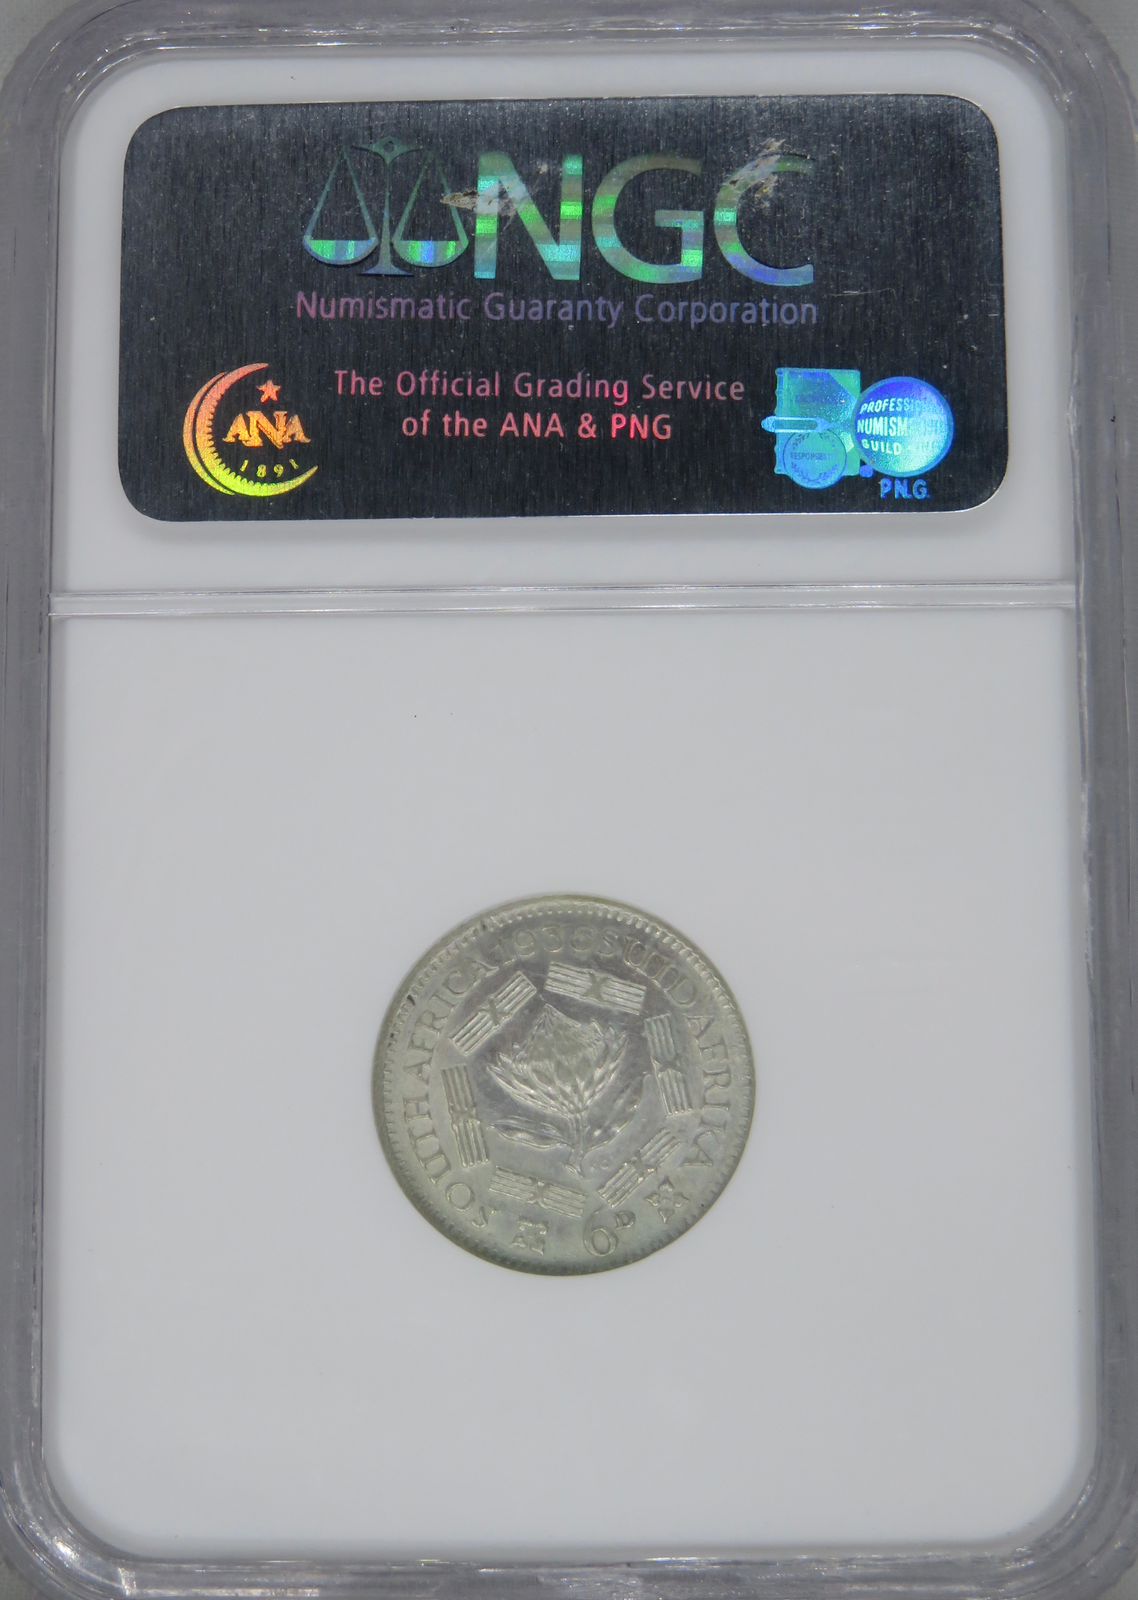 NGC
Numismatic Guaranty Corporation
The Official Grading Service
of the ANA & PNG
ANA
1891
RESPONSIBILITY
PROFESSIONAL
NUMISMATISTS
GUILD
P.N.G.
SOUTH AFRICA 1936 SUID AFRIKA
6D